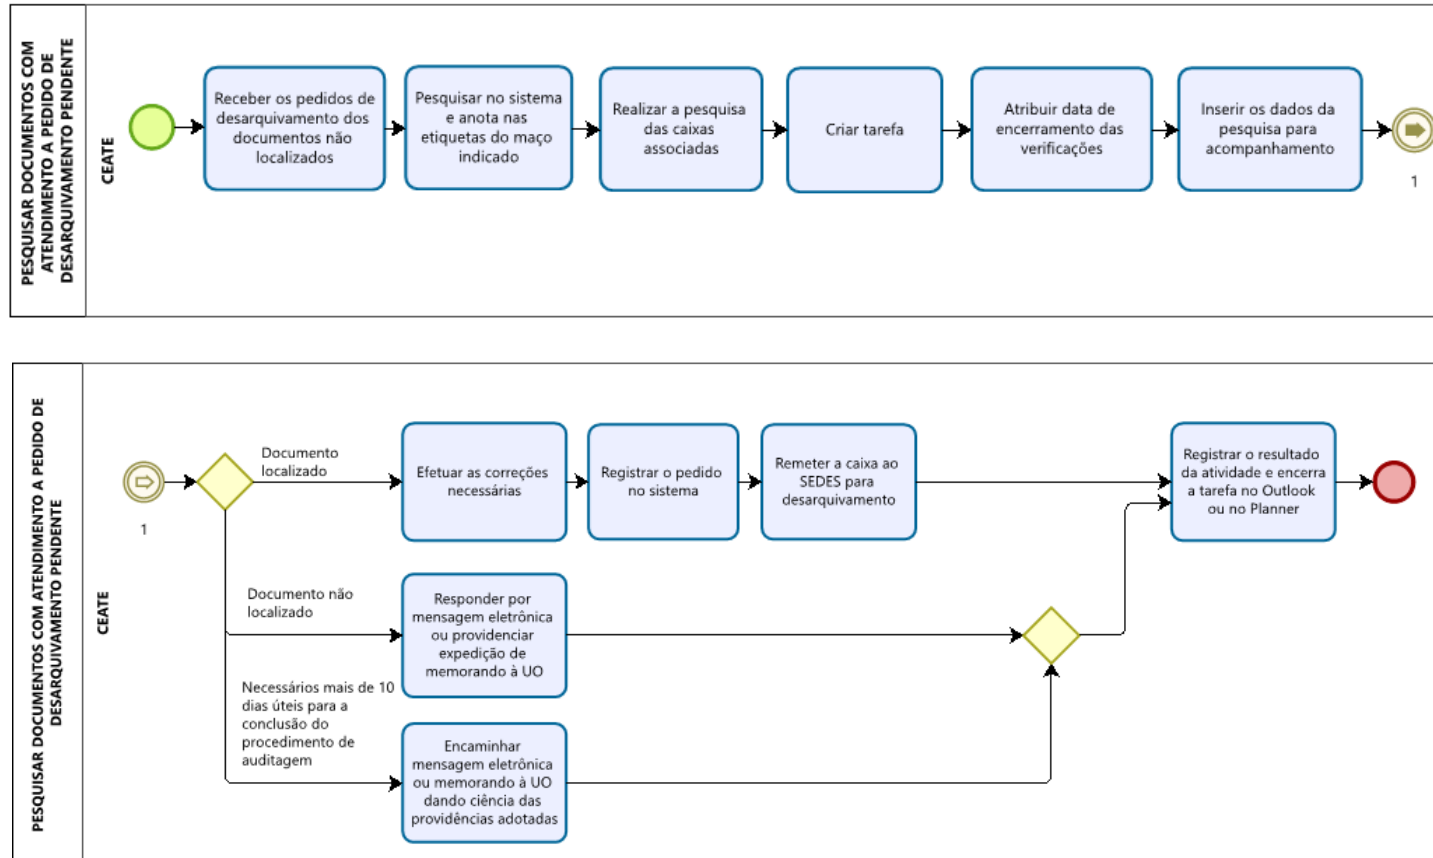 PESQUISAR DOCUMENTOS COM
ATENDIMENTO A PEDIDO DE
DESARQUIVAMENTO PENDENTE
CEATE
Receber os pedidos de
desarquivamento dos
documentos não
localizados
Pesquisar no sistema
e anota nas
etiquetas do maço
indicado
Realizar a pesquisa
das caixas
associadas
Criar tarefa
Atribuir data de
encerramento das
verificações
Inserir os dados da
pesquisa para
acompanhamento
1
PESQUISAR DOCUMENTOS COM ATENDIMENTO A PEDIDO DE
DESARQUIVAMENTO PENDENTE
CEATE
1
Documento
localizado
Efetuar as correções
necessárias
Registrar o pedido
no sistema
Remeter a caixa ao
SEDES para
desarquivamento
Registrar o resultado
da atividade e encerra
a tarefa no Outlook
ou no Planner
Documento não
localizado
Responder por
mensagem eletrônica
ou providenciar
expedição de
memorando à UO
Necessários mais de 10
dias úteis para a
conclusão do
procedimento de
auditagem
Encaminhar
mensagem eletrônica
ou memorando à UO
dando ciência das
providências adotadas